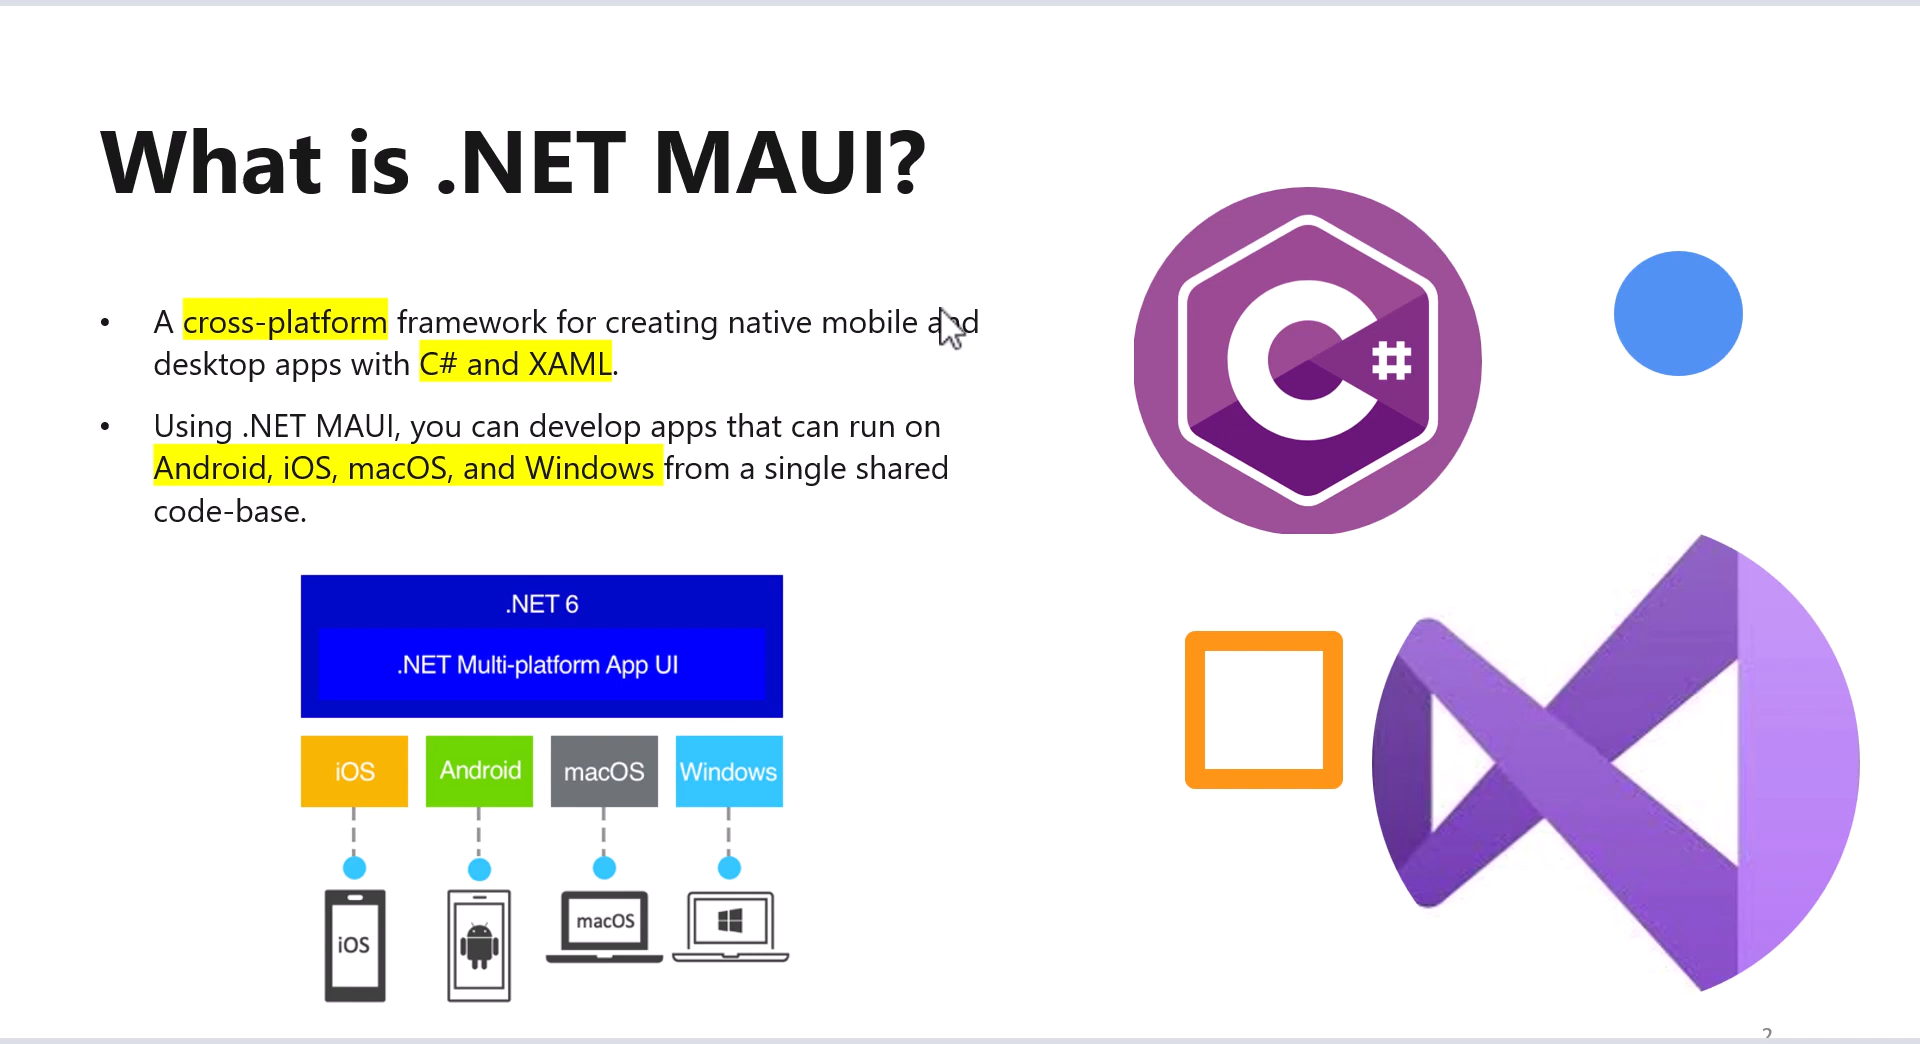 What is .NET MAUI?
• A cross-platform framework for creating native mobile and
desktop apps with C# and XAML.
• Using .NET MAUI, you can develop apps that can run on
Android, iOS, macOS, and Windows from a single shared
code-base.
.NET 6
.NET Multi-platform App UI
iOS
Android
macOS
Windows
iOS
macOS
C#
2